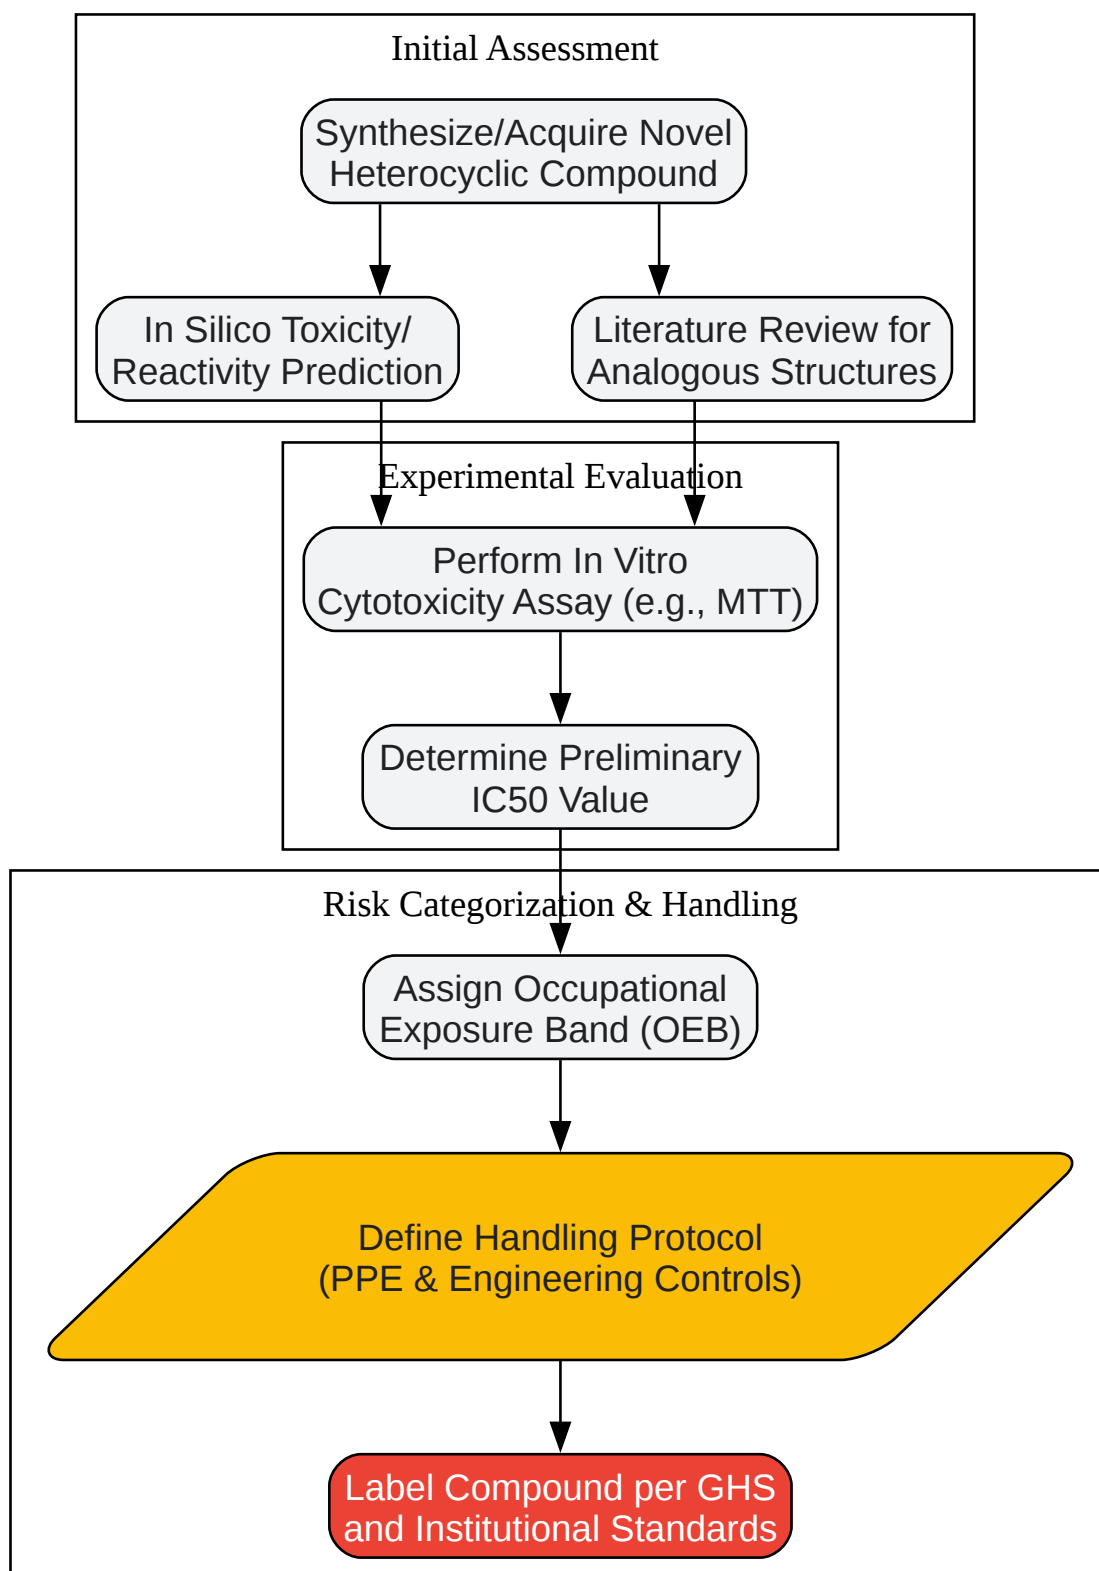 Initial Assessment
Synthesize/Acquire Novel
Heterocyclic Compound
In Silico Toxicity/
Reactivity Prediction
Literature Review for
Analogous Structures
Experimental Evaluation
Perform In Vitro
Cytotoxicity Assay (e.g., MTT)
Determine Preliminary
IC50 Value
Risk Categorization & Handling
Assign Occupational
Exposure Band (OEB)
Define Handling Protocol
(PPE & Engineering Controls)
Label Compound per GHS
and Institutional Standards